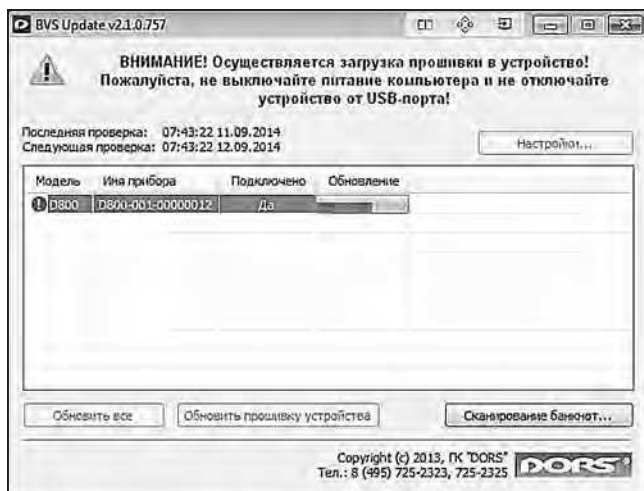 BVS Update v2.1.0.757
ВНИМАНИЕ! Осуществляется загрузка прошивки в устройство!
Пожалуйста, не выключайте питание компьютера и не отключайте
устройство от USB-порта!
Последняя проверка: 07:43:22 11.09.2014
Следующая проверка: 07:43:22 12.09.2014
Настройки...
Модель Имя прибора Подключено Обновление
D800 D800-001-00000012 Да
Обновить все Обновить прошивку устройства Сканирование банкнот...
Copyright (c) 2013, ГК "DORS"
Тел.: 8 (495) 725-2323, 725-2325
DORS